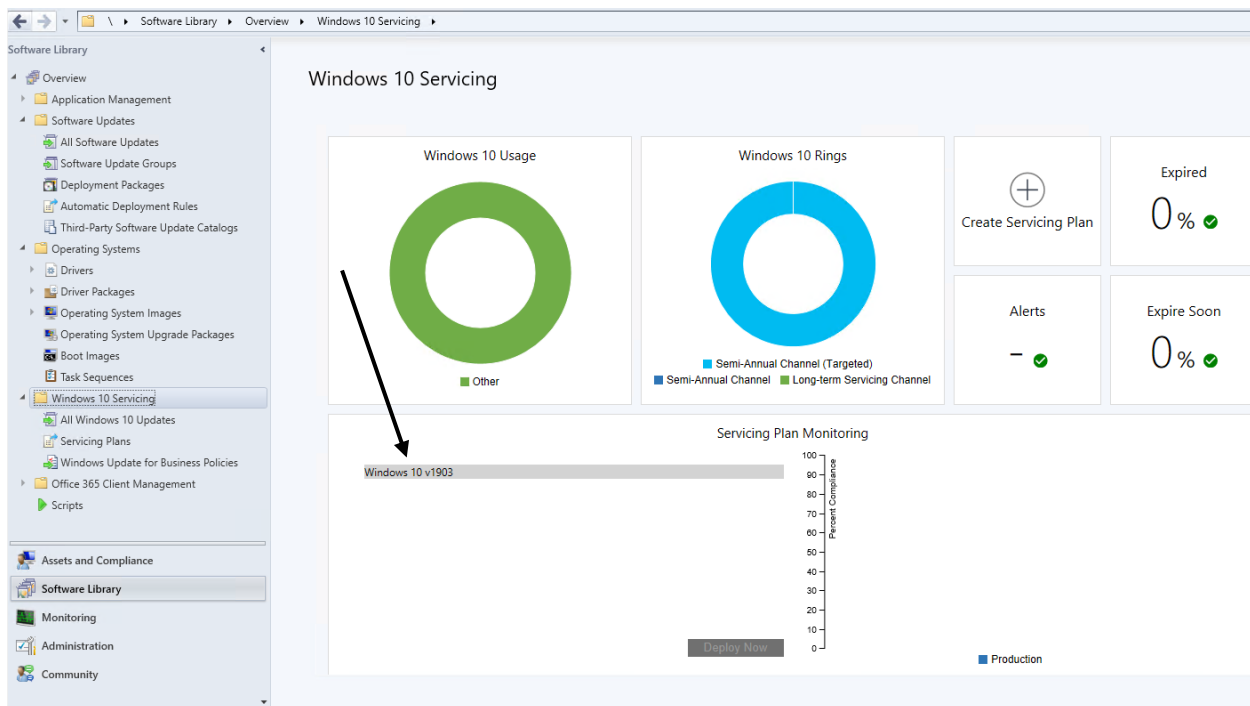 \ Software Library Overview Windows 10 Servicing
Software Library
Overview
Application Management
Software Updates
All Software Updates
Software Update Groups
Deployment Packages
Automatic Deployment Rules
Third-Party Software Update Catalogs
Operating Systems
Drivers
Driver Packages
Operating System Images
Operating System Upgrade Packages
Boot Images
Task Sequences
Windows 10 Servicing
All Windows 10 Updates
Servicing Plans
Windows Update for Business Policies
Office 365 Client Management
Scripts
Assets and Compliance
Software Library
Monitoring
Administration
Community
Windows 10 Servicing
Windows 10 Usage
Other
Windows 10 Rings
Semi-Annual Channel (Targeted)
Semi-Annual Channel Long-term Servicing Channel
Create Servicing Plan
Expired
0 %
Alerts
-
Expire Soon
0 %
Servicing Plan Monitoring
Windows 10 v1903
Deploy Now
100
90
80
70
60
50
40
30
20
10
0
Percent Compliance
Production